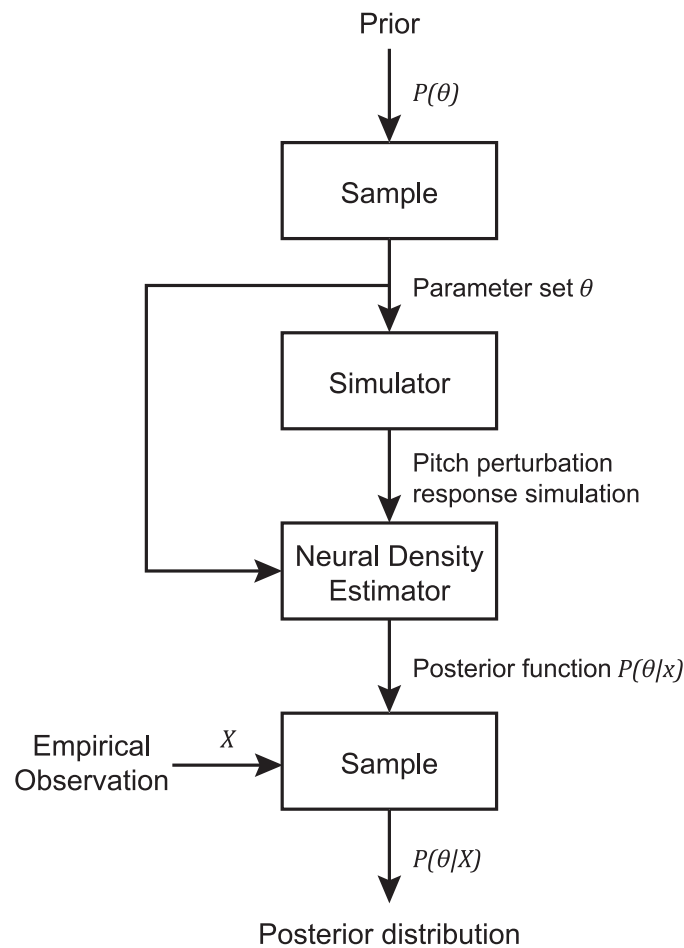 Prior
P(θ)
Sample
Parameter set θ
Simulator
Pitch perturbation
response simulation
Neural Density
Estimator
Posterior function P(θ|x)
Empirical
Observation
X
Sample
P(θ|X)
Posterior distribution